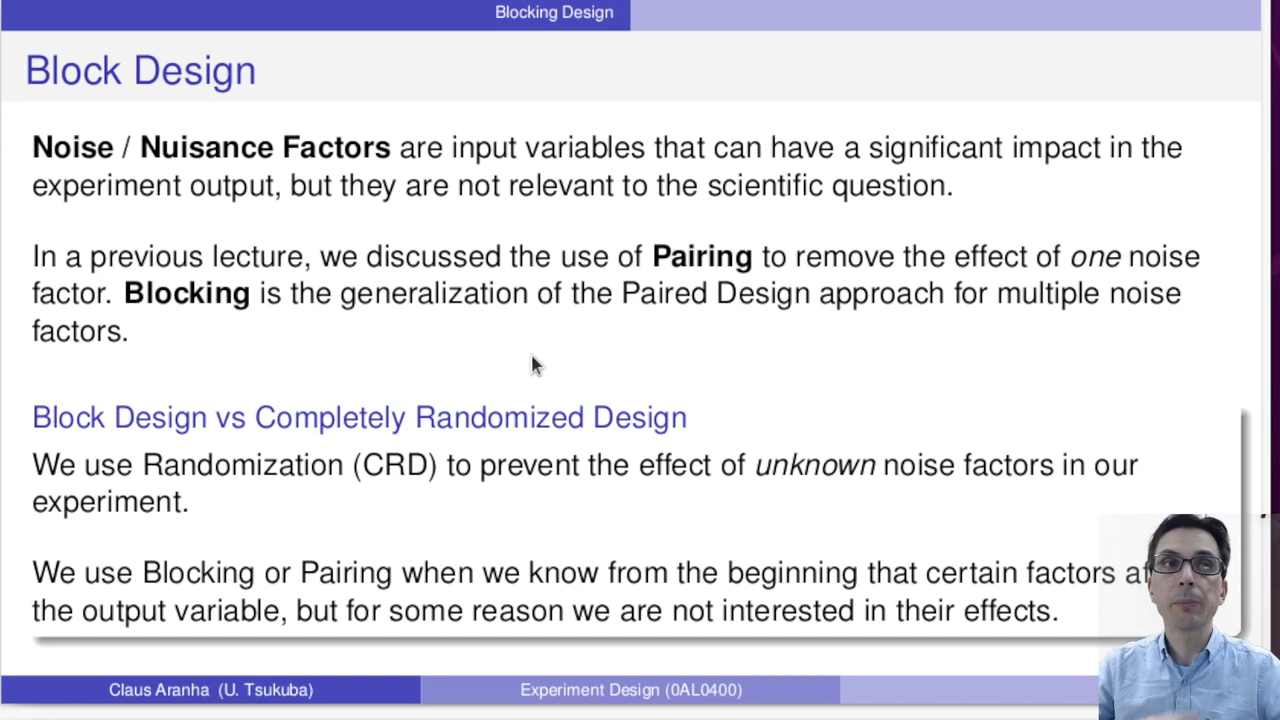 Blocking Design
Block Design
Noise / Nuisance Factors are input variables that can have a significant impact in the
experiment output, but they are not relevant to the scientific question.
In a previous lecture, we discussed the use of Pairing to remove the effect of one noise
factor. Blocking is the generalization of the Paired Design approach for multiple noise
factors.
Block Design vs Completely Randomized Design
We use Randomization (CRD) to prevent the effect of unknown noise factors in our
experiment.
We use Blocking or Pairing when we know from the beginning that certain factors
the output variable, but for some reason we are not interested in their effects.
Claus Aranha (U. Tsukuba)
Experiment Design (0AL0400)